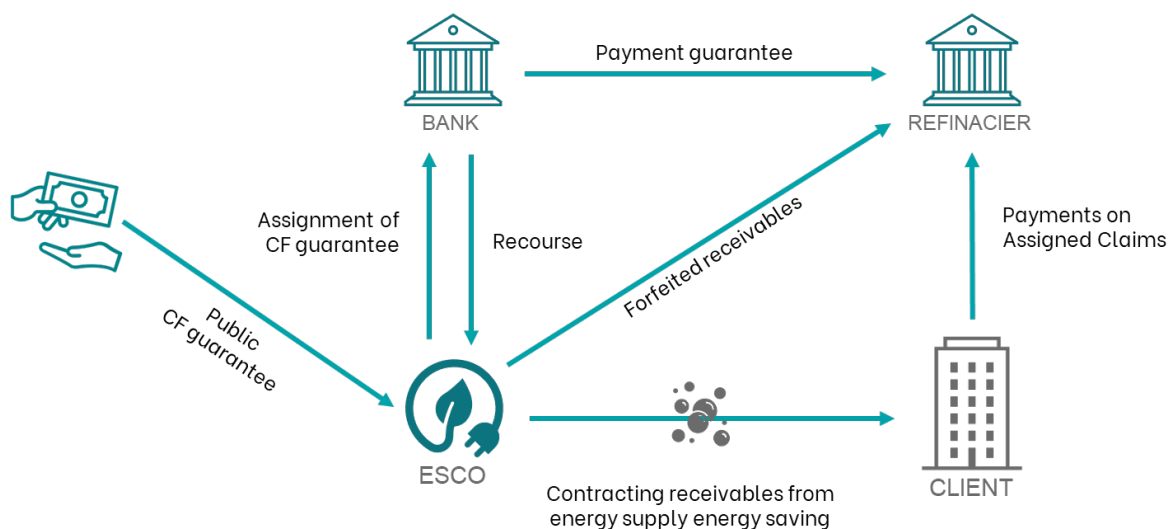 Payment guarantee
BANK
REFINACIER
Assignment of
CF guarantee
Recourse
Forfeited receivables
Payments on
Assigned Claims
Public
CF guarantee
ESCO
CLIENT
Contracting receivables from
energy supply energy saving